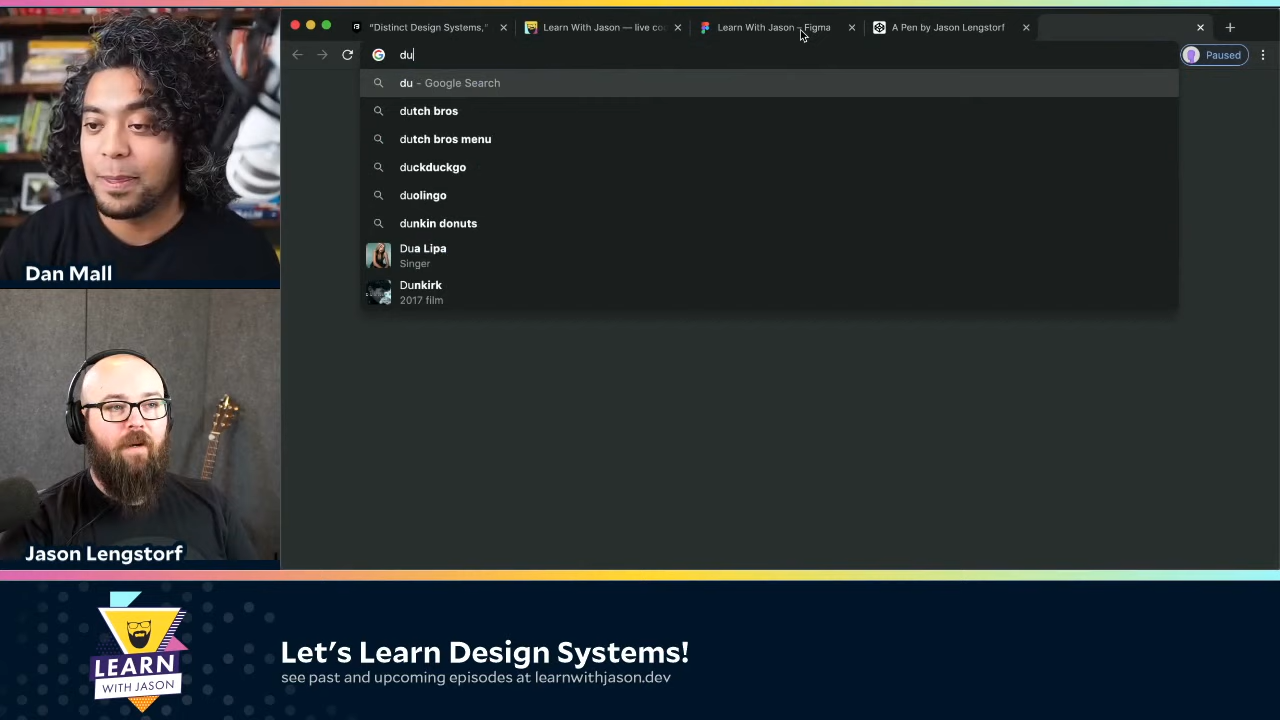 "Distinct Design Systems,"
Learn With Jason — live co
Learn With Jason – Figma
A Pen by Jason Lengstorf
du
Paused
du - Google Search
dutch bros
dutch bros menu
duckduckgo
duolingo
dunkin donuts
Dua Lipa
Singer
Dunkirk
2017 film
Dan Mall
Jason Lengstorf
LEARN
WITH JASON
Let's Learn Design Systems!
see past and upcoming episodes at learnwithjason.dev